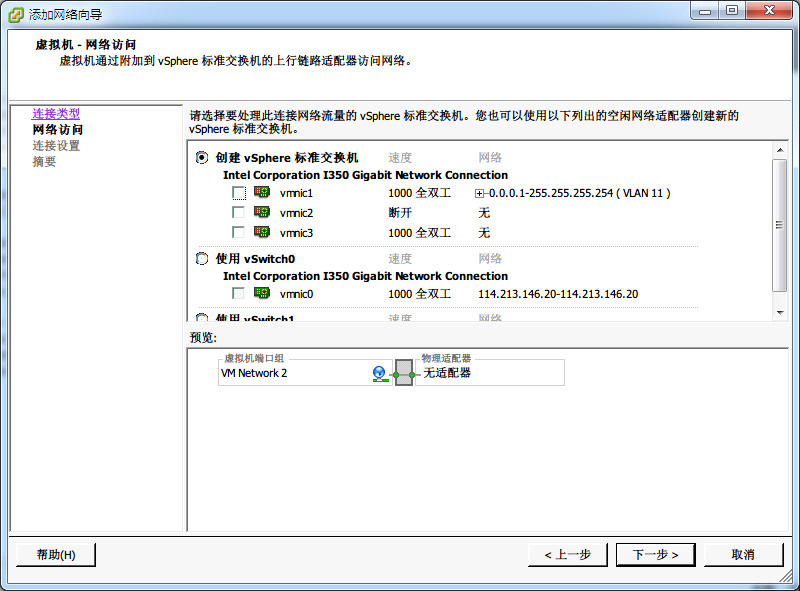 添加网络向导
虚拟机 - 网络访问
虚拟机通过附加到 vSphere 标准交换机的上行链路适配器访问网络。
连接类型
网络访问
连接设置
摘要
请选择要处理此连接网络流量的 vSphere 标准交换机。您也可以使用以下列出的空闲网络适配器创建新的
vSphere 标准交换机。
创建 vSphere 标准交换机 速度 网络
Intel Corporation I350 Gigabit Network Connection
vmnic1 1000 全双工 0.0.0.1-255.255.255.254 ( VLAN 11 )
vmnic2 断开 无
vmnic3 1000 全双工 无
使用 vSwitch0 速度 网络
Intel Corporation I350 Gigabit Network Connection
vmnic0 1000 全双工 114.213.146.20-114.213.146.20
使用 vSwitch1 速度 网络
预览:
虚拟机端口组 物理适配器
VM Network 2 无适配器
帮助(H) < 上一步 下一步 > 取消